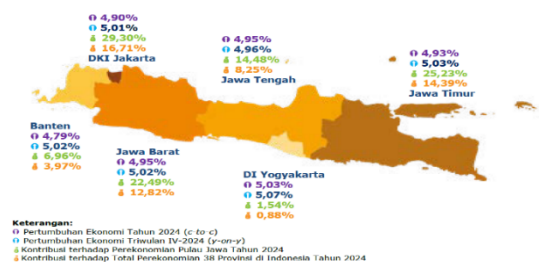 4,90%
5,01%
29,30%
16,71%
DKI Jakarta
4,95%
4,96%
14,48%
8,25%
Jawa Tengah
4,93%
5,03%
25,23%
14,39%
Jawa Timur
Banten
4,79%
5,02%
6,96%
3,97%
Jawa Barat
4,95%
5,02%
22,49%
12,82%
DI Yogyakarta
5,03%
5,07%
1,54%
0,88%
Keterangan:
Pertumbuhan Ekonomi Tahun 2024 (c-to-c)
Pertumbuhan Ekonomi Triwulan IV-2024 (y-on-y)
Kontribusi terhadap Perekonomian Pulau Jawa Tahun 2024
Kontribusi terhadap Total Perekonomian 38 Provinsi di Indonesia Tahun 2024